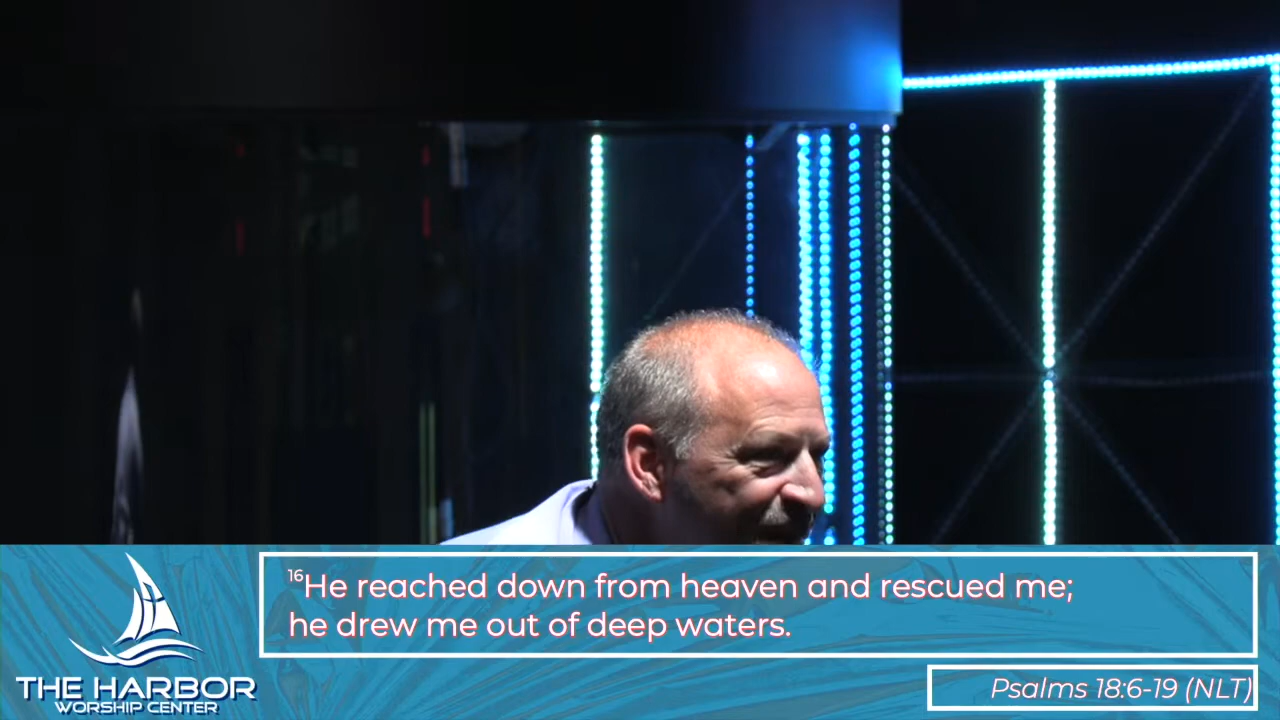 ¹⁶He reached down from heaven and rescued me;
he drew me out of deep waters.
THE HARBOR
WORSHIP CENTER
Psalms 18:6-19 (NLT)